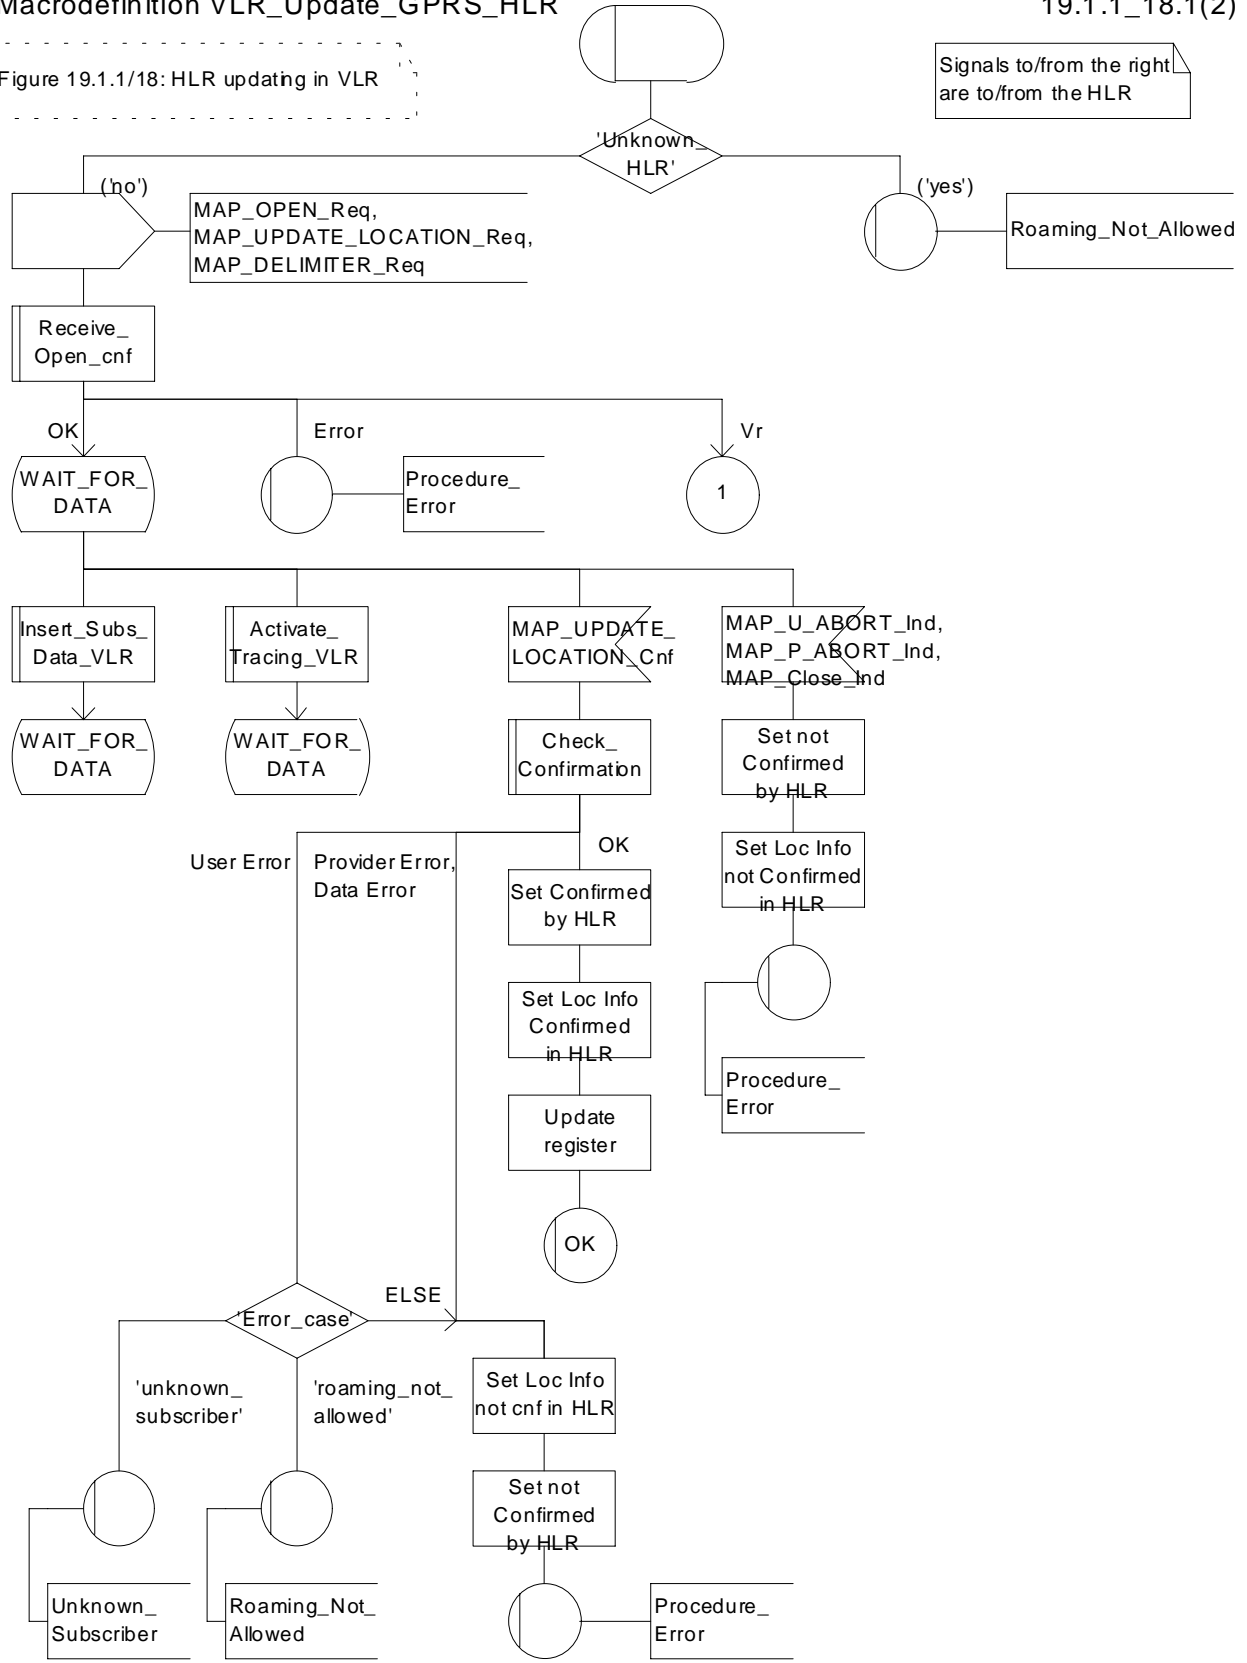 Macrodefinition VLR_Update_GPRS_HLR
19.1.1_18.1(2)
Figure 19.1.1/18: HLR updating in VLR
Signals to/from the right
are to/from the HLR
'Unknown_
HLR'
('no')
('yes')
MAP_OPEN_Req,
MAP_UPDATE_LOCATION_Req,
MAP_DELIMITER_Req
Roaming_Not_Allowed
Receive_
Open_cnf
OK
Error
Vr
WAIT_FOR_
DATA
Procedure_
Error
1
Insert_Subs_
Data_VLR
Activate_
Tracing_VLR
MAP_UPDATE_
LOCATION_Cnf
MAP_U_ABORT_Ind,
MAP_P_ABORT_Ind,
MAP_Close_Ind
WAIT_FOR_
DATA
WAIT_FOR_
DATA
Check_
Confirmation
Set not
Confirmed
by HLR
User Error
Provider Error,
Data Error
OK
Set Loc Info
not Confirmed
in HLR
Set Confirmed
by HLR
Set Loc Info
Confirmed
in HLR
Procedure_
Error
Update
register
OK
'Error_case'
ELSE
'unknown_
subscriber'
'roaming_not_
allowed'
Set Loc Info
not cnf in HLR
Set not
Confirmed
by HLR
Unknown_
Subscriber
Roaming_Not_
Allowed
Procedure_
Error